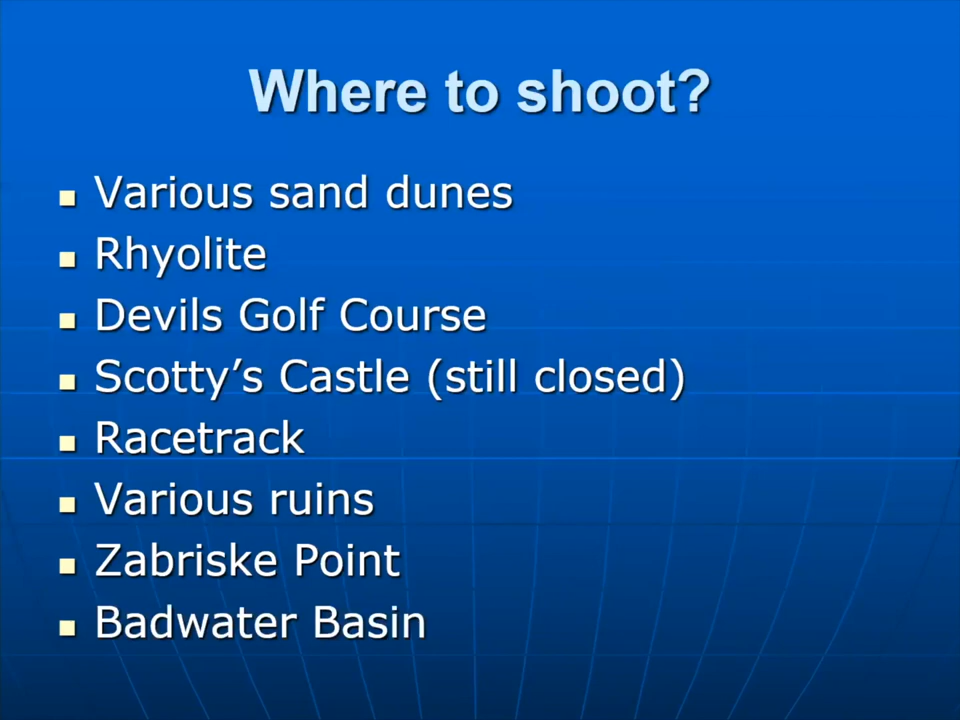 Where to shoot?
Various sand dunes
Rhyolite
Devils Golf Course
Scotty’s Castle (still closed)
Racetrack
Various ruins
Zabriske Point
Badwater Basin